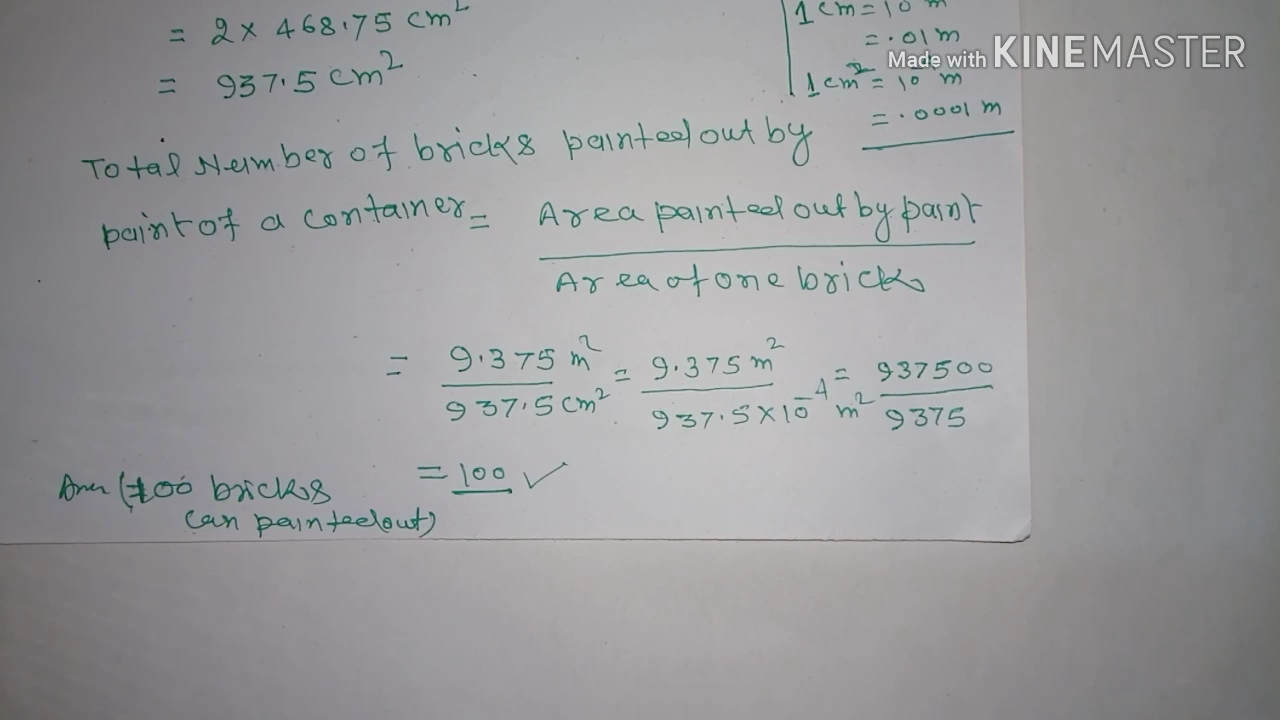 = 2 × 468.75 cm²
= 937.5 cm²
1 cm = 10 m
= .01 m
1 cm² = 10 m
= .0001 m
Made with KINEMASTER
Total Number of bricks painted out by
paint of a container = Area painted out by paint
Area of one brick
= 9.375 m² / 937.5 cm² = 9.375 m² / 937.5 × 10⁻⁴ m² = 937500 / 9375
= 100 ✓
Ans (100 bricks
can painted out)